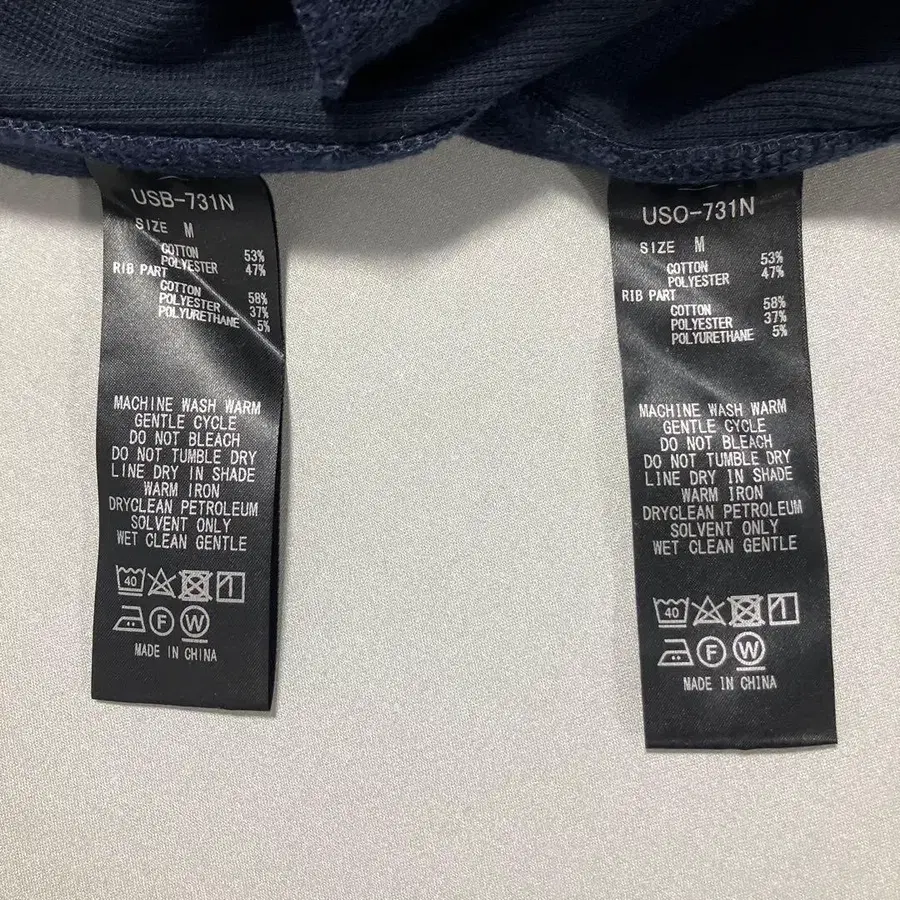 USB-731N
SIZE M
COTTON 53%
POLYESTER 47%
RIB PART
COTTON 58%
POLYESTER 37%
POLYURETHANE 5%
MACHINE WASH WARM
GENTLE CYCLE
DO NOT BLEACH
DO NOT TUMBLE DRY
LINE DRY IN SHADE
WARM IRON
DRYCLEAN PETROLEUM
SOLVENT ONLY
WET CLEAN GENTLE
40
F W
MADE IN CHINA
USO-731N
SIZE M
COTTON 53%
POLYESTER 47%
RIB PART
COTTON 58%
POLYESTER 37%
POLYURETHANE 5%
MACHINE WASH WARM
GENTLE CYCLE
DO NOT BLEACH
DO NOT TUMBLE DRY
LINE DRY IN SHADE
WARM IRON
DRYCLEAN PETROLEUM
SOLVENT ONLY
WET CLEAN GENTLE
40
F W
MADE IN CHINA